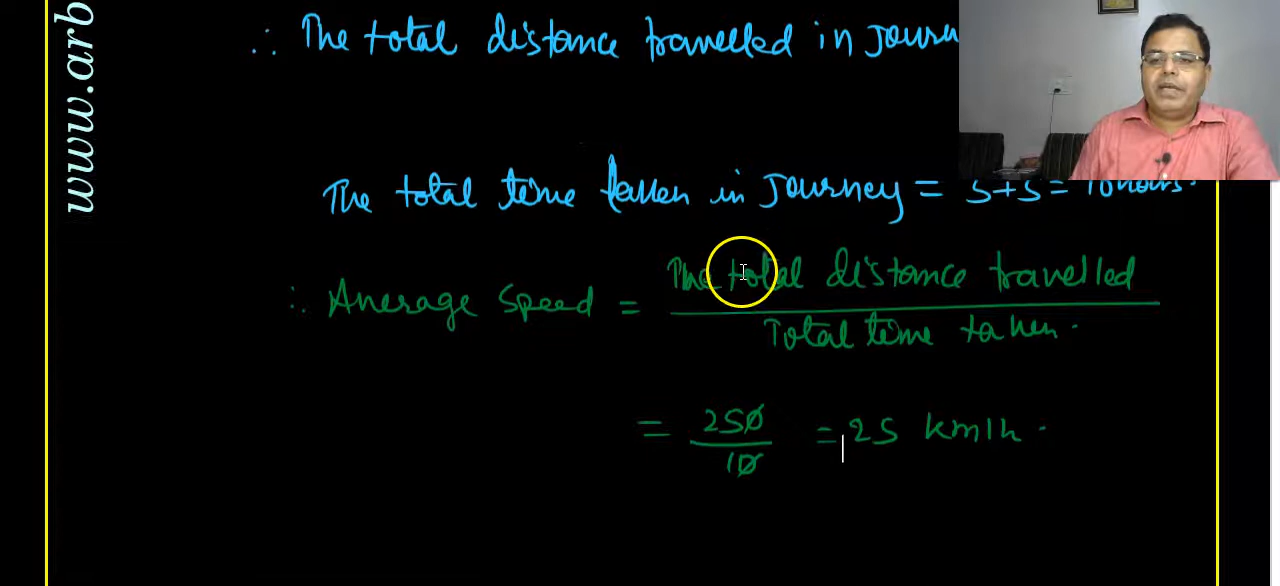 www.arb
∴ The total distance travelled in Journ
The total time taken in Journey = 5+5 = 10 hours.
∴ Average speed = The total distance travelled
Total time taken.
= 250
10
= 25 km/h.